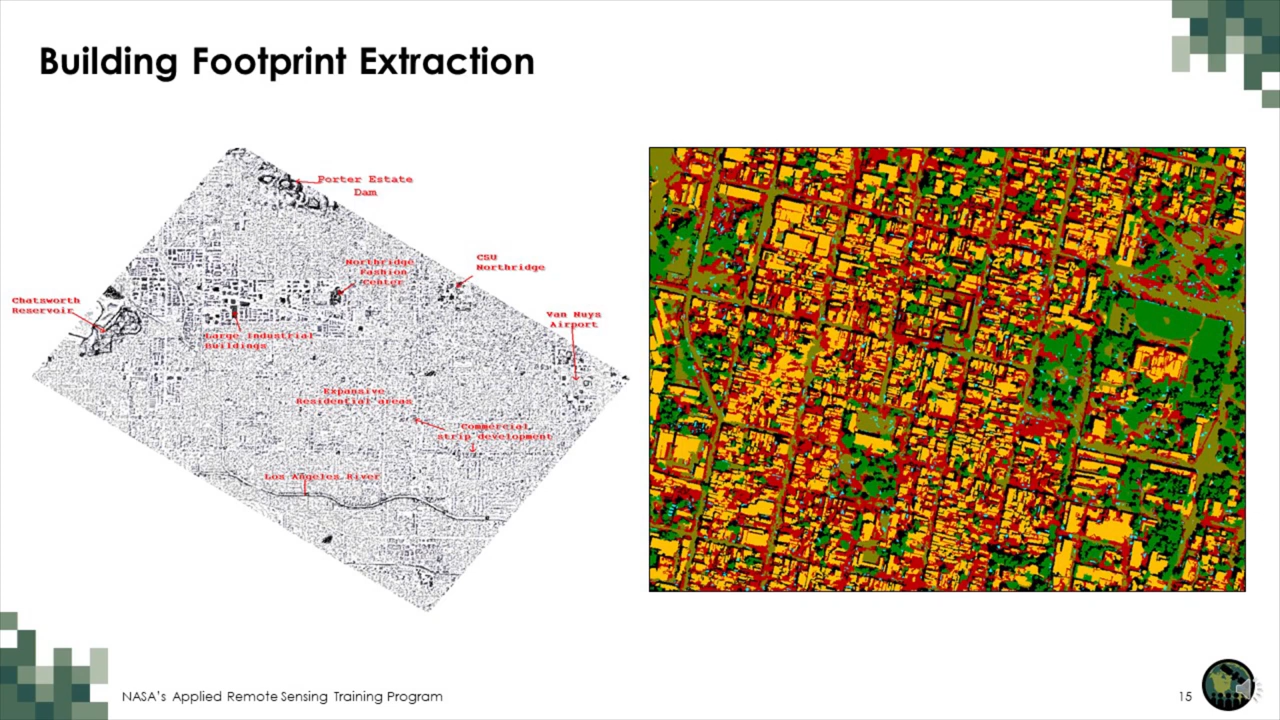 Building Footprint Extraction
Porter Estate
Dam
Northridge
Fashion
Center
CSU
Northridge
Chatsworth
Reservoir
Van Nuys
Airport
Large Industrial
Buildings
Expansive
Residential areas
Commercial
strip development
Los Angeles River
NASA's Applied Remote Sensing Training Program
15